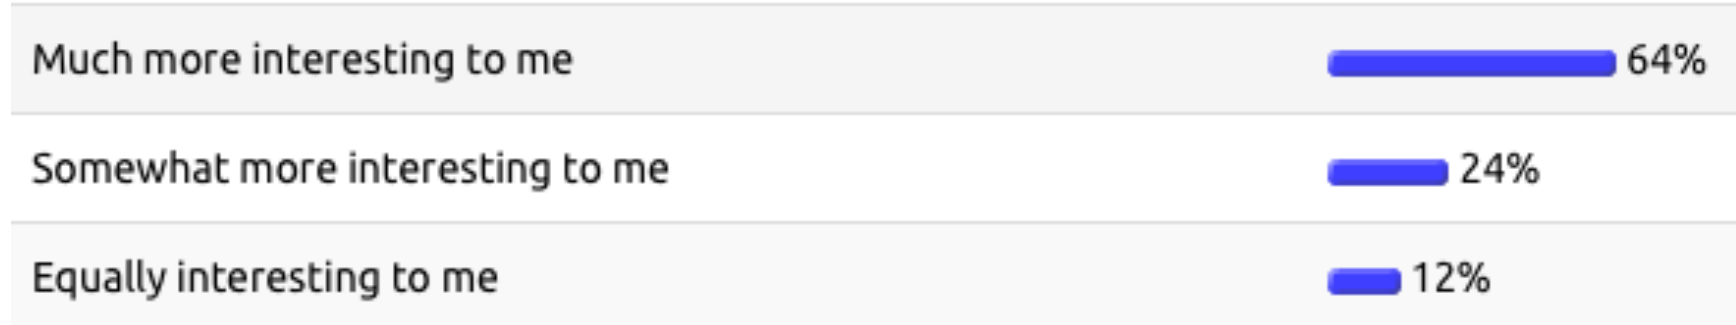 Much more interesting to me 64%
Somewhat more interesting to me 24%
Equally interesting to me 12%